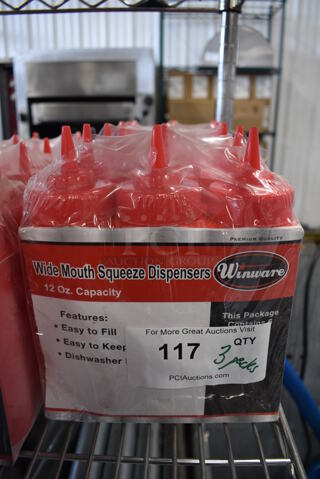 PREMIUM QUALITY
Wide Mouth Squeeze Dispensers Winware
12 Oz. Capacity
Features:
• Easy to Fill
• Easy to Keep
• Dishwasher
This Package
For More Great Auctions Visit
117 QTY
3 packs
PCIAuctions.com